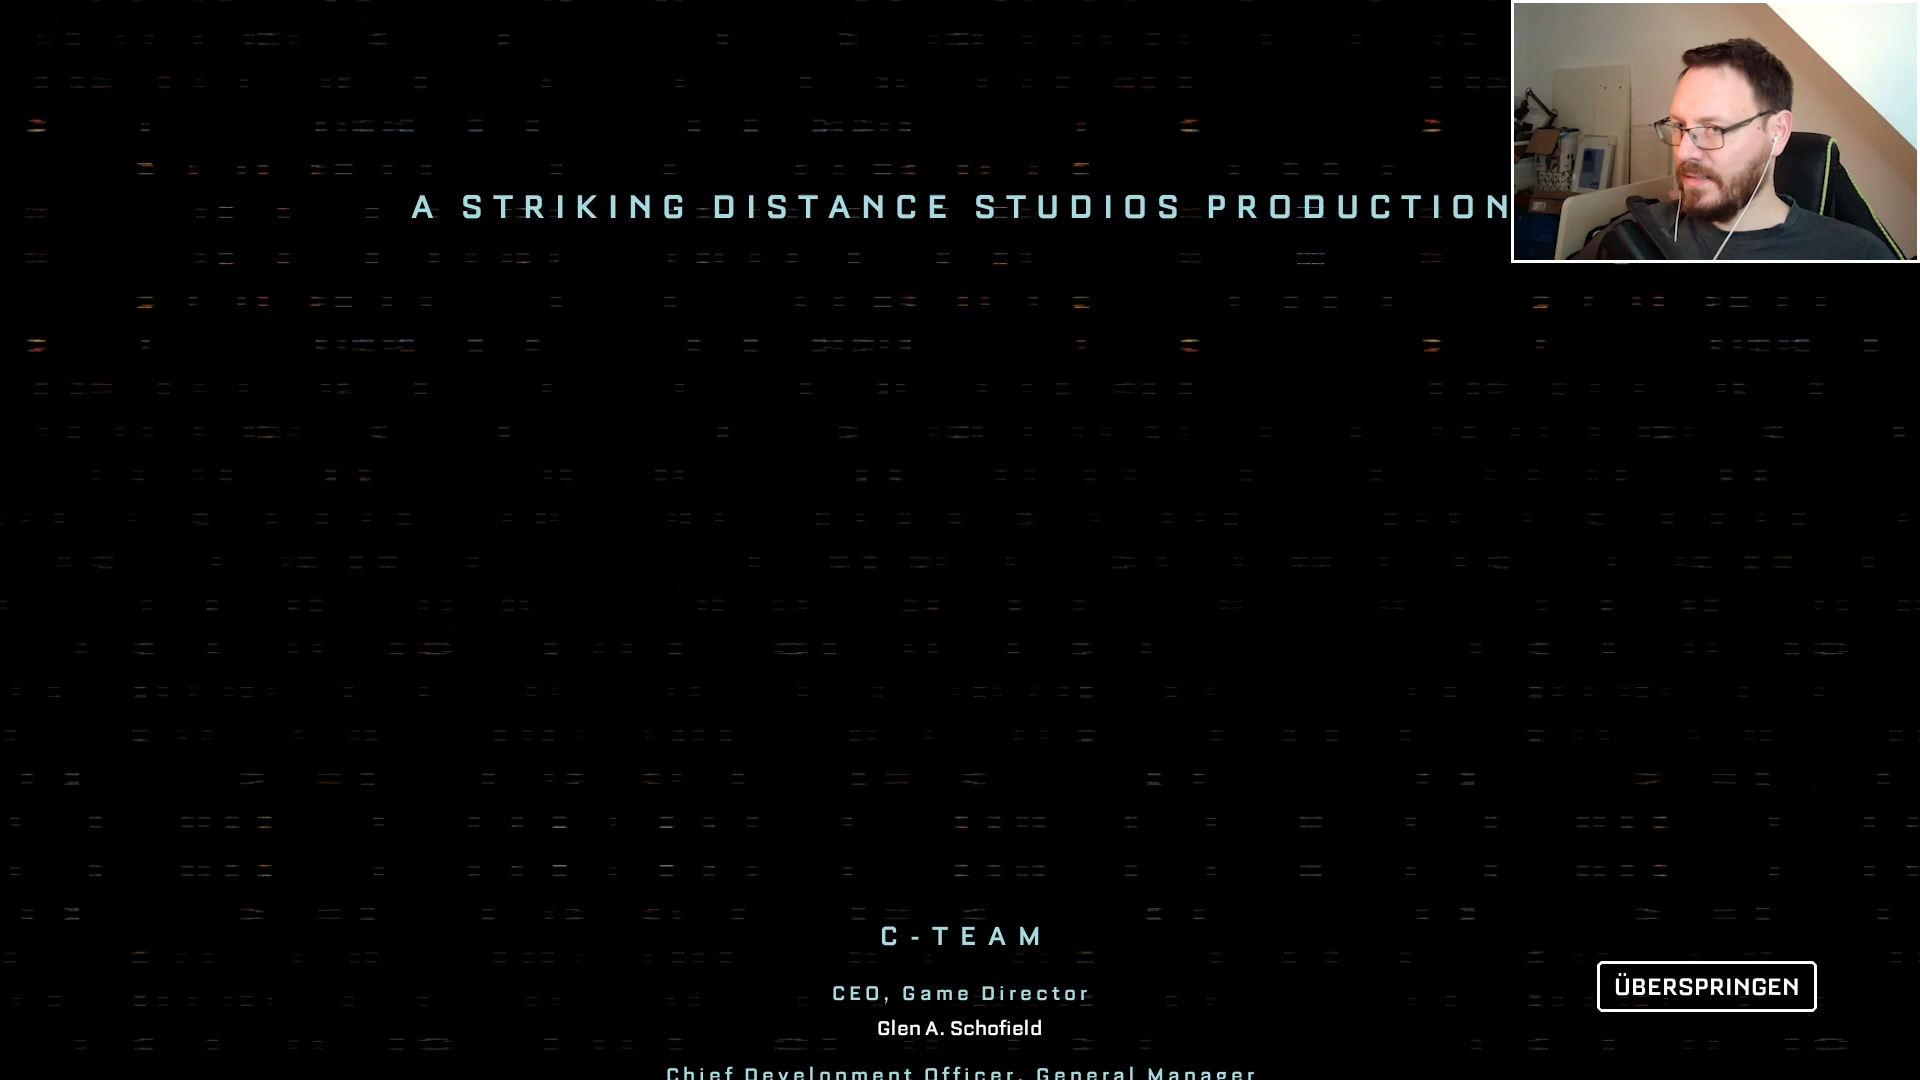 A STRIKING DISTANCE STUDIOS PRODUCTION
C-TEAM
CEO, Game Director
Glen A. Schofield
ÜBERSPRINGEN
Chief Development Officer, General Manager